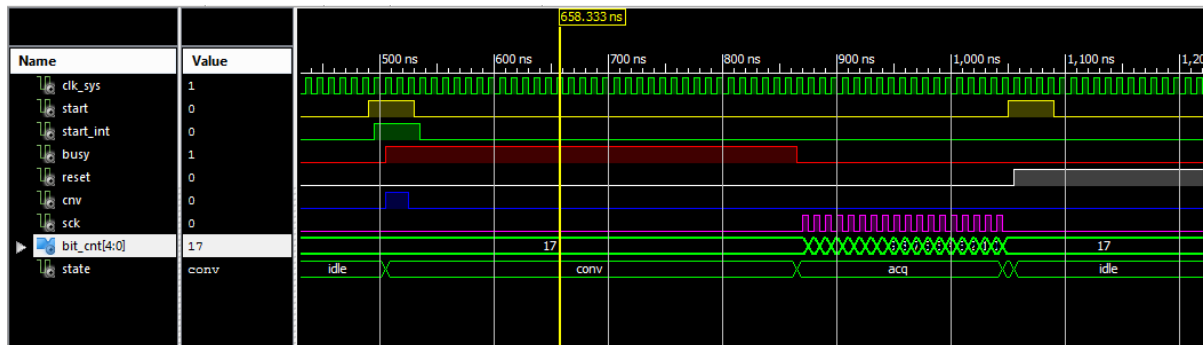 658.333 ns
Name Value
500 ns 600 ns 700 ns 800 ns 900 ns 1,000 ns 1,100 ns 1,20
clk_sys 1
start 0
start_int 0
busy 1
reset 0
cnv 0
sck 0
bit_cnt[4:0] 17 17 17
state conv idle conv acq idle